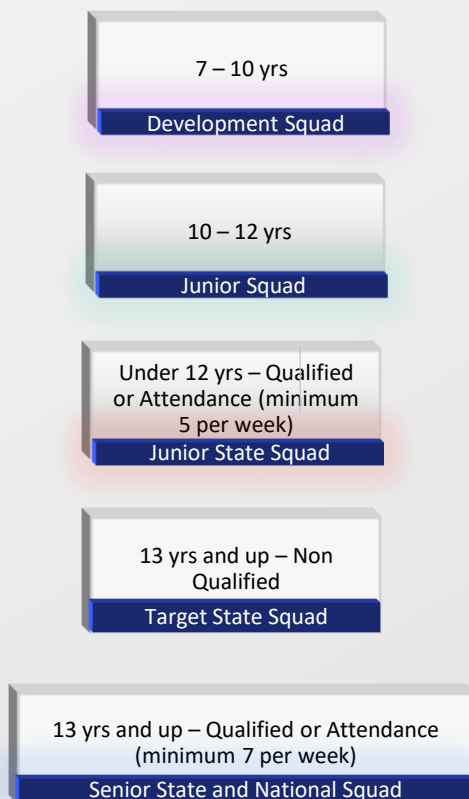 7 – 10 yrs
Development Squad
10 – 12 yrs
Junior Squad
Under 12 yrs – Qualified
or Attendance (minimum
5 per week)
Junior State Squad
13 yrs and up – Non
Qualified
Target State Squad
13 yrs and up – Qualified or Attendance
(minimum 7 per week)
Senior State and National Squad